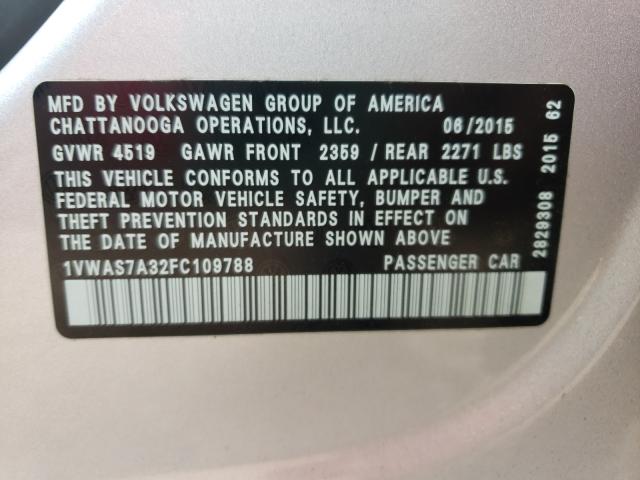 MFD BY VOLKSWAGEN GROUP OF AMERICA
CHATTANOOGA OPERATIONS, LLC. 06/2015
GVWR 4519 GAWR FRONT 2359 / REAR 2271 LBS
THIS VEHICLE CONFORMS TO ALL APPLICABLE U.S.
FEDERAL MOTOR VEHICLE SAFETY, BUMPER AND
THEFT PREVENTION STANDARDS IN EFFECT ON
THE DATE OF MANUFACTURE SHOWN ABOVE
1VWAS7A32FC109788 PASSENGER CAR
2829308 2015 62